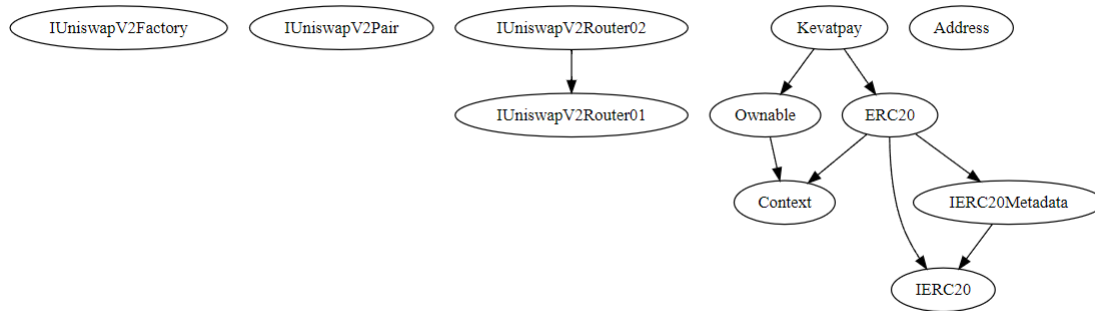 IUniswapV2Factory
IUniswapV2Pair
IUniswapV2Router02
Kevatpay
Address
IUniswapV2Router01
Ownable
ERC20
Context
IERC20Metadata
IERC20